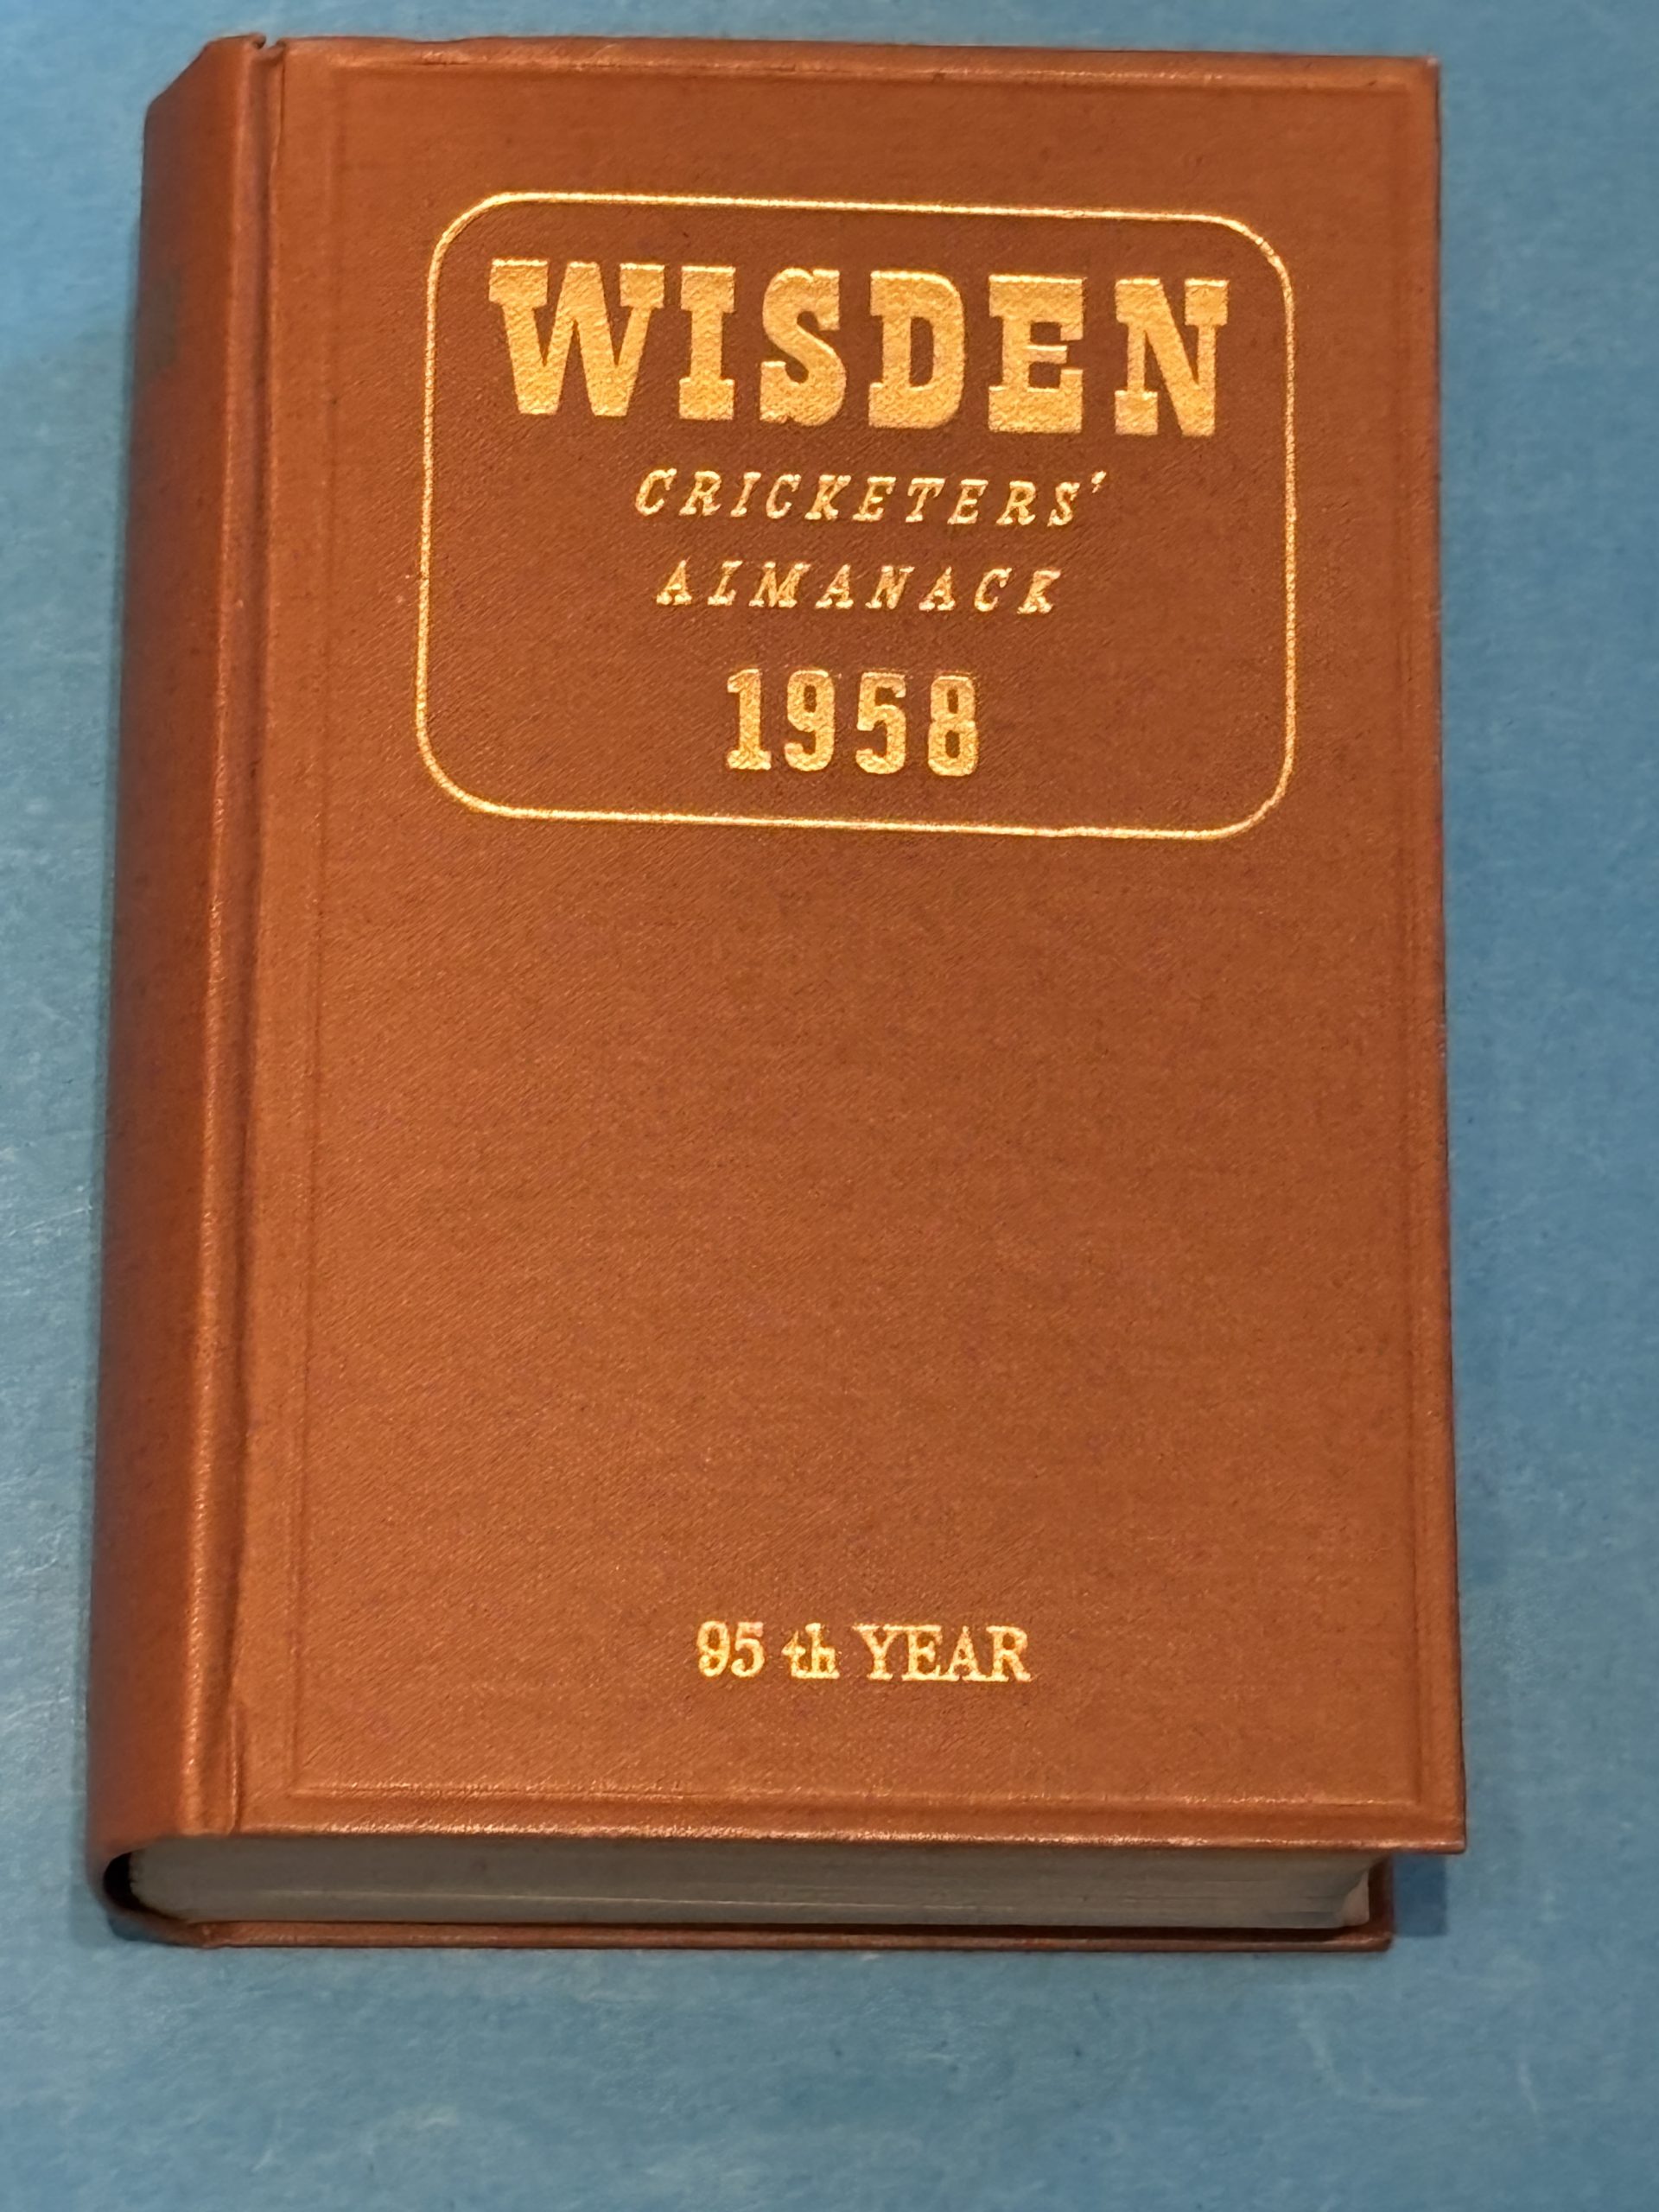 WISDEN
CRICKETERS'
ALMANACK
1958
95 th YEAR